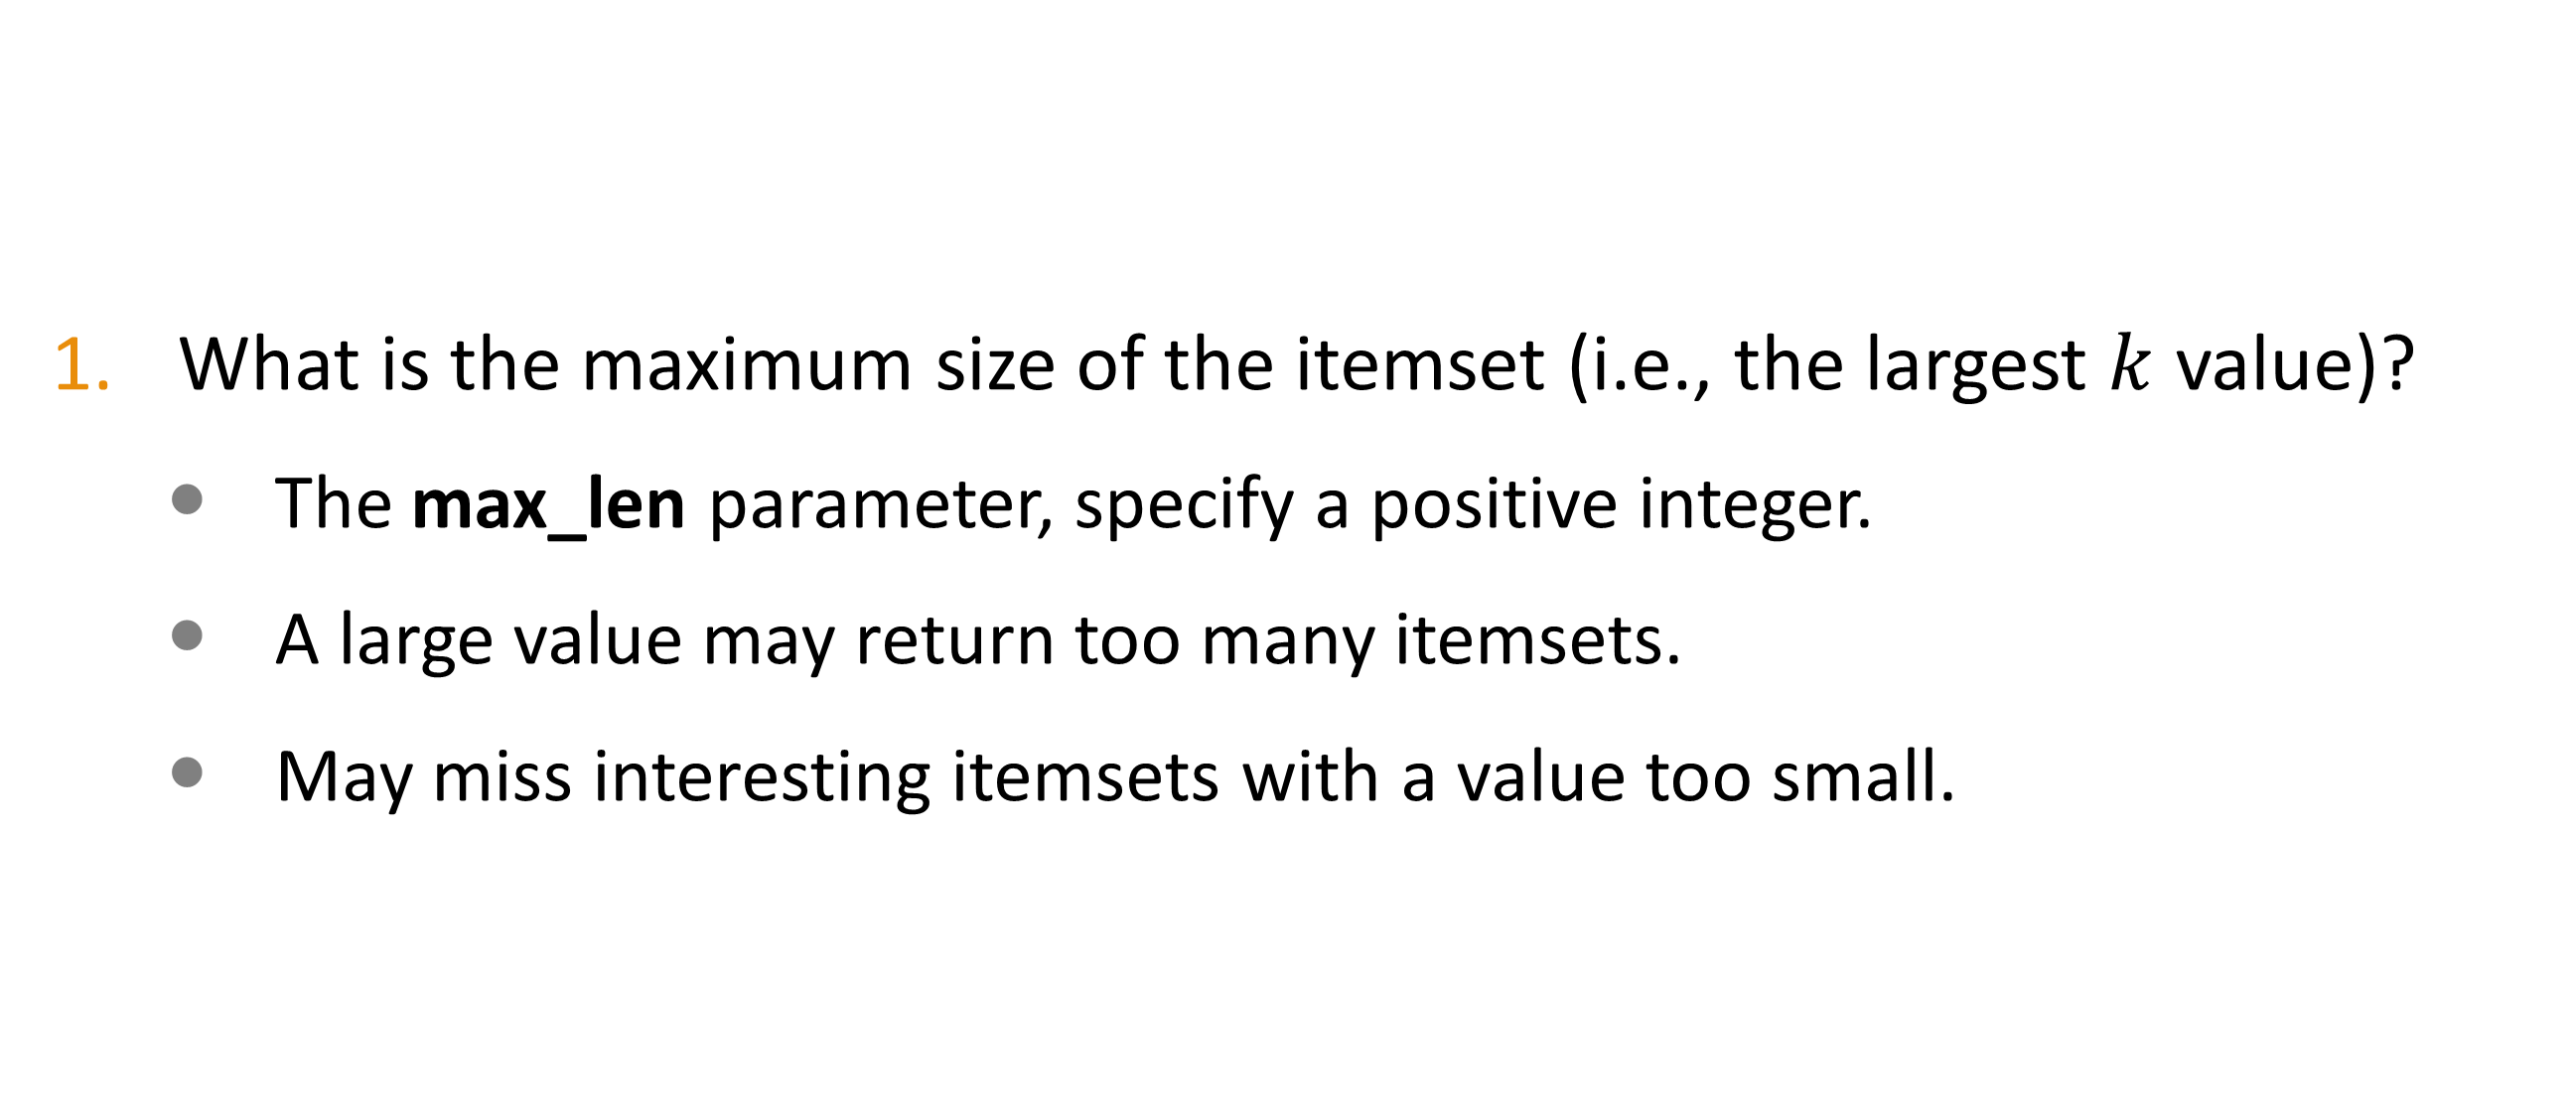 1. What is the maximum size of the itemset (i.e., the largest k value)?
• The max_len parameter, specify a positive integer.
• A large value may return too many itemsets.
• May miss interesting itemsets with a value too small.